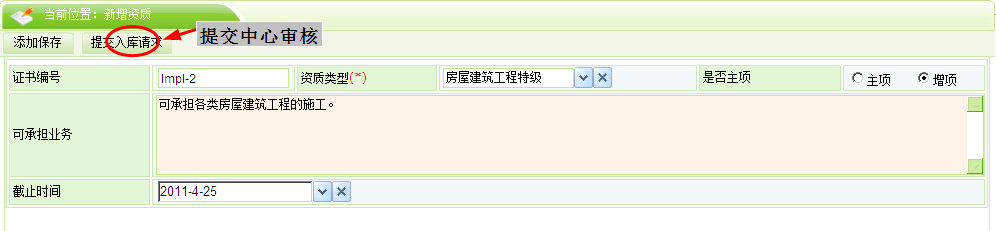 当前位置：新增资质
添加保存 提交入库请求 提交中心审核
证书编号 Impl-2 资质类型(*) 房屋建筑工程特级 是否主项 主项 增项
可承担业务 可承担各类房屋建筑工程的施工。
截止时间 2011-4-25